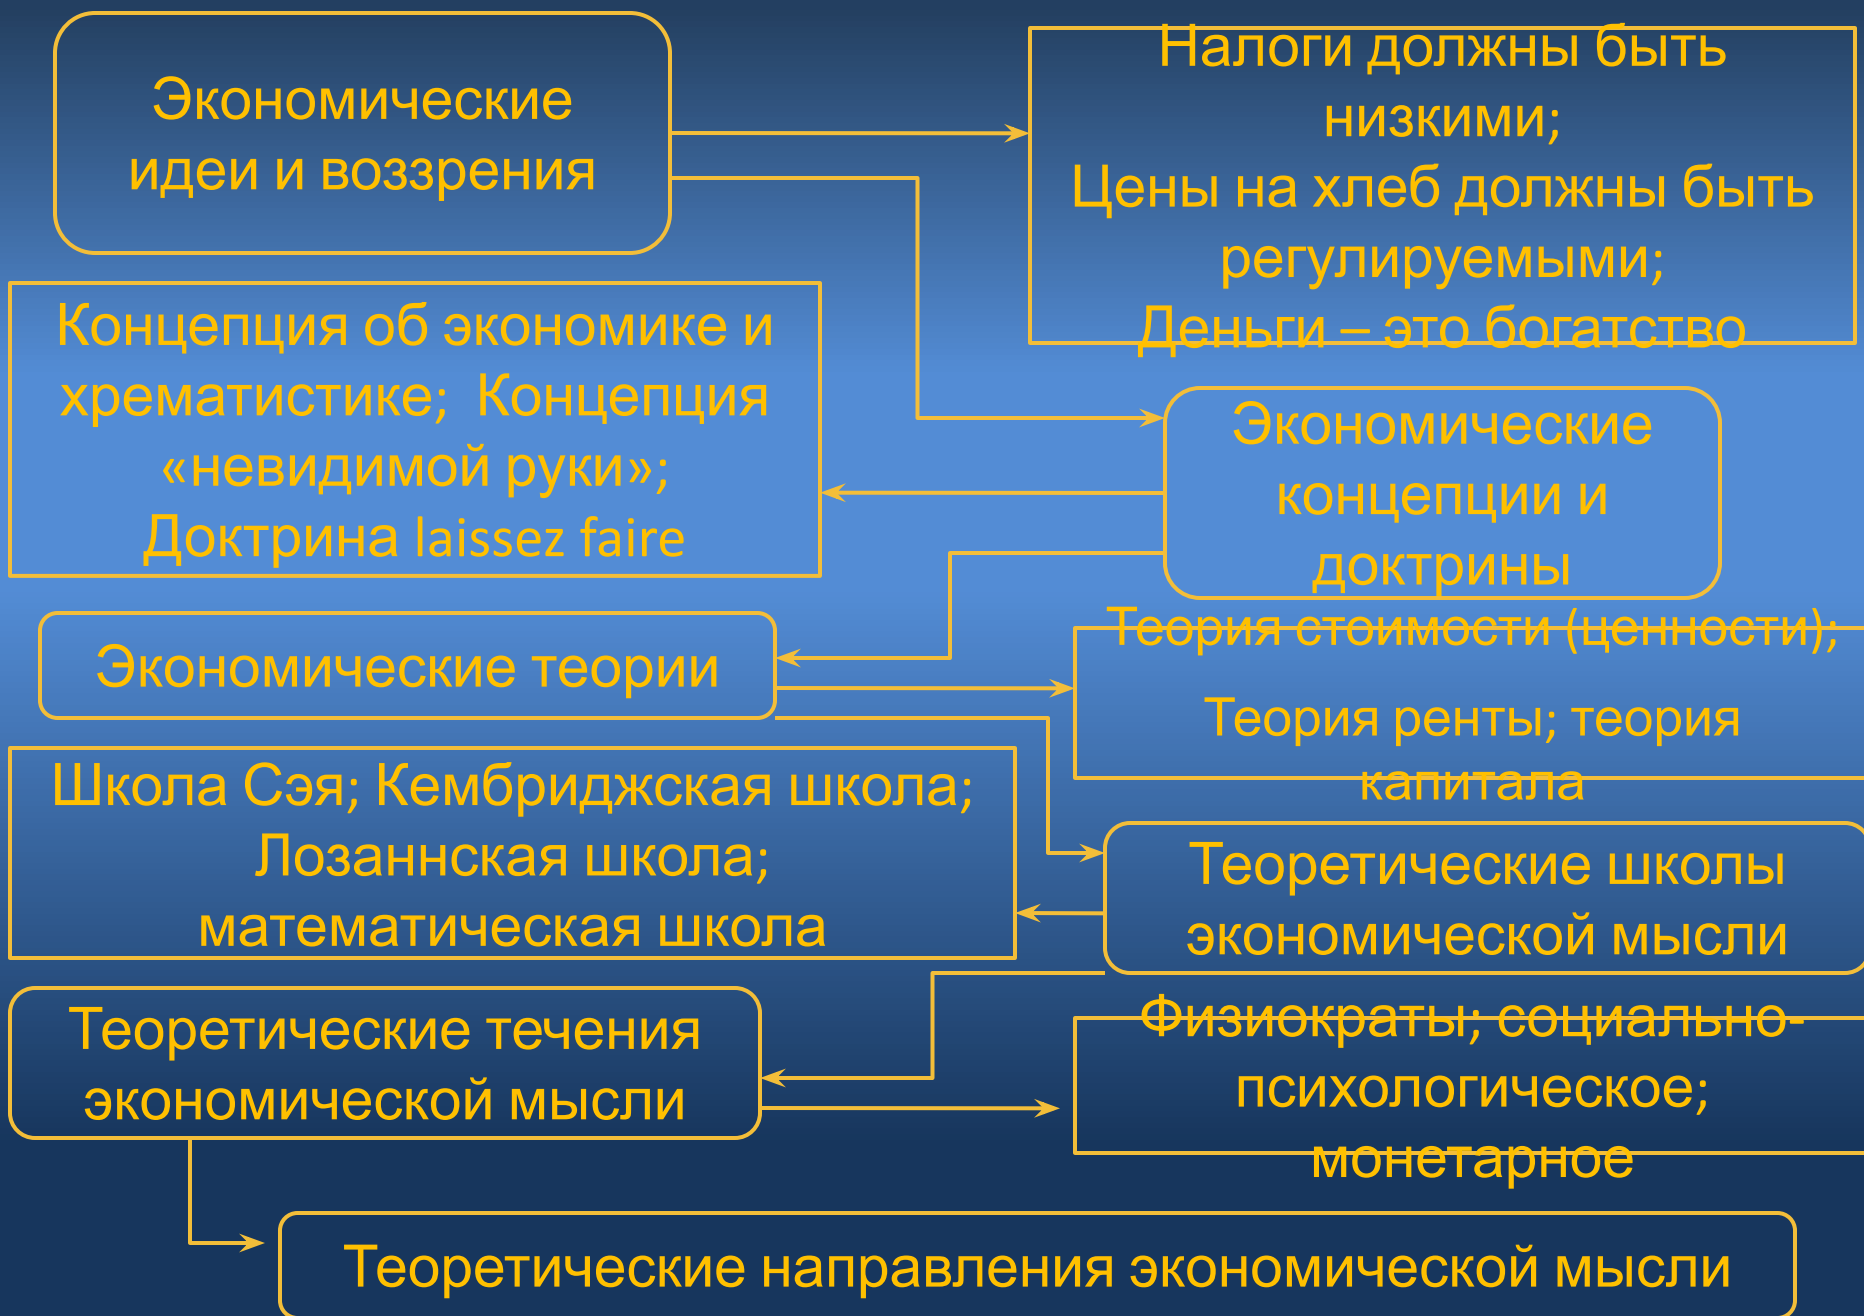 Экономические
идеи и воззрения
Налоги должны быть
низкими;
Цены на хлеб должны быть
регулируемыми;
Деньги – это богатство
Концепция об экономике и
хрематистике; Концепция
«невидимой руки»;
Доктрина laissez faire
Экономические
концепции и
доктрины
Экономические теории
Теория стоимости (ценности);
Теория ренты; теория
капитала
Школа Сэя; Кембриджская школа;
Лозаннская школа;
математическая школа
Теоретические школы
экономической мысли
Теоретические течения
экономической мысли
Физиократы; социально-
психологическое;
монетарное
Теоретические направления экономической мысли